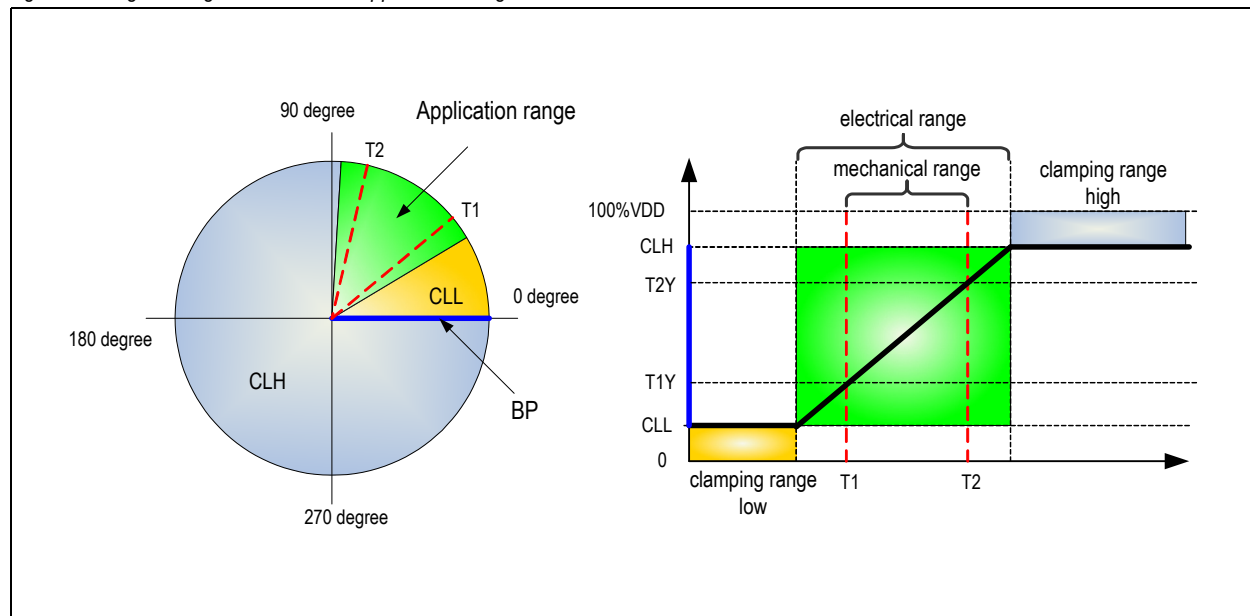 90 degree
Application range
T2
T1
CLL
0 degree
180 degree
CLH
BP
270 degree
electrical range
mechanical range
clamping range
high
100%VDD
CLH
T2Y
T1Y
CLL
0
clamping range
low
T1
T2